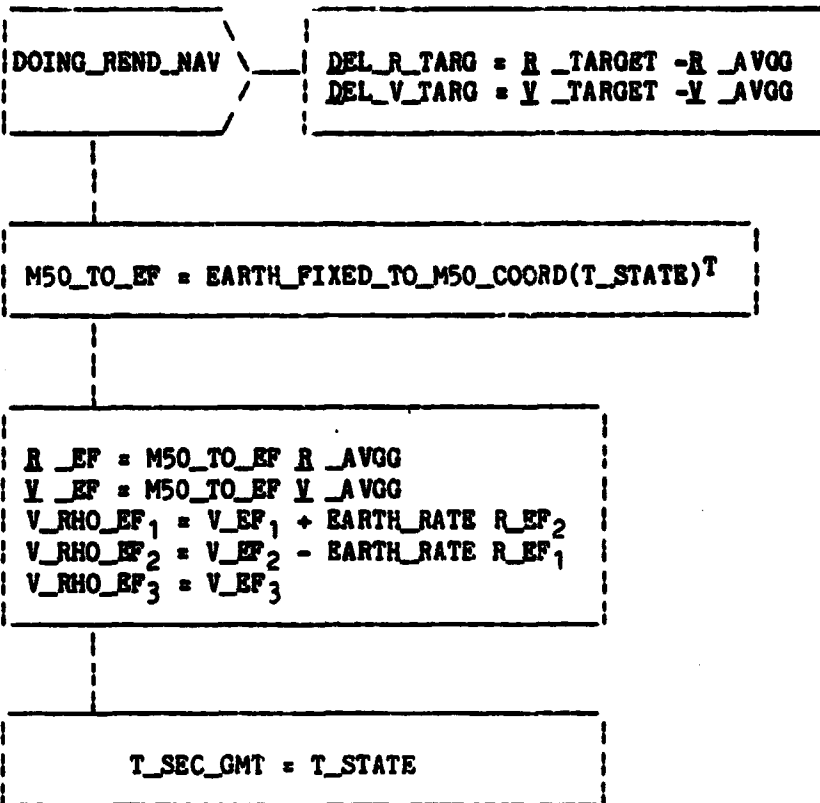 DOING_REND_NAV
DEL_R_TARG = R _TARGET -R _AVGG
DEL_V_TARG = V _TARGET -V _AVGG
M50_TO_EF = EARTH_FIXED_TO_M50_COORD(T_STATE)T
R _EF = M50_TO_EF R _AVGG
V _EF = M50_TO_EF V _AVGG
V_RHO_EF1 = V_EF1 + EARTH_RATE R_EF2
V_RHO_EF2 = V_EF2 - EARTH_RATE R_EF1
V_RHO_EF3 = V_EF3
T_SEC_GMT = T_STATE